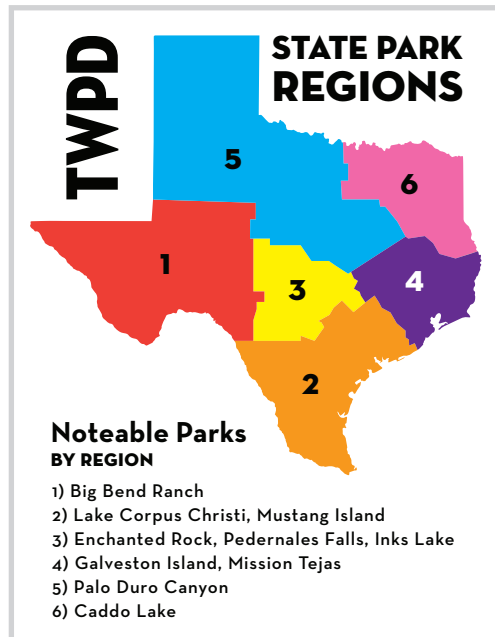 TWPD
STATE PARK
REGIONS
5
6
1
4
3
2
Noteable Parks
BY REGION
1) Big Bend Ranch
2) Lake Corpus Christi, Mustang Island
3) Enchanted Rock, Pedernales Falls, Inks Lake
4) Galveston Island, Mission Tejas
5) Palo Duro Canyon
6) Caddo Lake